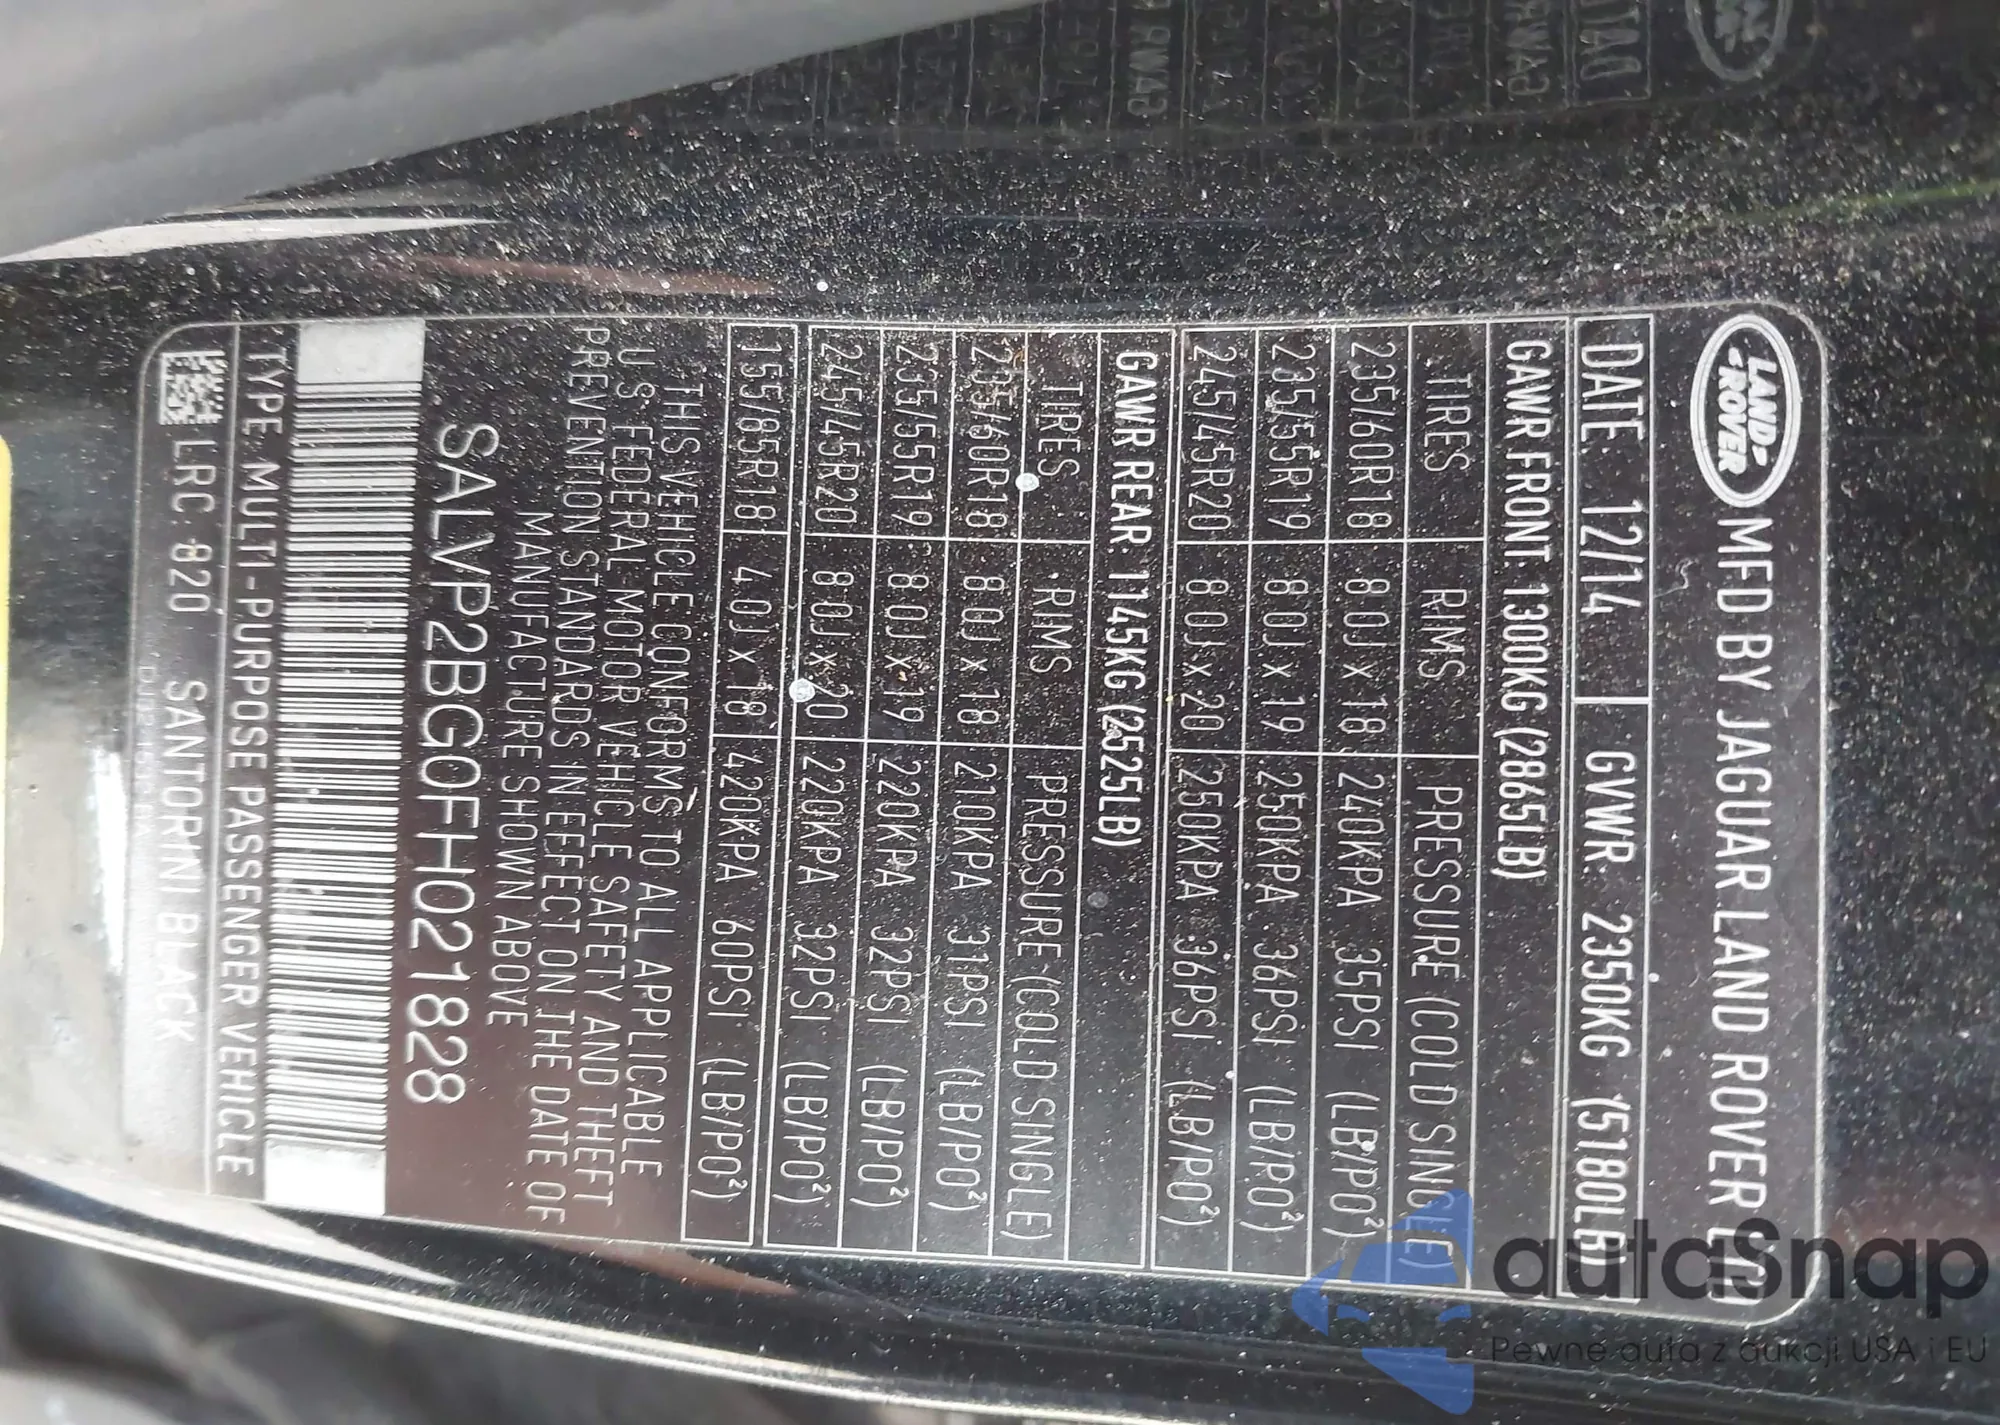 LAND-
-ROVER
MFD BY JAGUAR LAND ROVER LTD
DATE: 12/14 GVWR: 2350KG (5180LB)
GAWR FRONT: 1300KG (2865LB)
TIRES RIMS PRESSURE (COLD SINGLE)
235/60R18 8.0J x 18 240KPA 35PSI (LB/PO²)
235/55R19 8.0J x 19 250KPA 36PSI (LB/PO²)
245/45R20 8.0J x 20 250KPA 36PSI (LB/PO²)
GAWR REAR: 1145KG (2525LB)
TIRES RIMS PRESSURE (COLD SINGLE)
235/60R18 8.0J x 18 210KPA 31PSI (LB/PO²)
235/55R19 8.0J x 19 220KPA 32PSI (LB/PO²)
245/45R20 8.0J x 20 220KPA 32PSI (LB/PO²)
155/85R18 4.0J x 18 420KPA 60PSI (LB/PO²)
THIS VEHICLE CONFORMS TO ALL APPLICABLE
U.S. FEDERAL MOTOR VEHICLE SAFETY AND THEFT
PREVENTION STANDARDS IN EFFECT ON THE DATE OF
MANUFACTURE SHOWN ABOVE
SALVP2BG0FH021828
TYPE MULTI-PURPOSE PASSENGER VEHICLE
LRC: 820 SANTORINI BLACK
autaSnap
Pewne auta z aukcji USA i EU